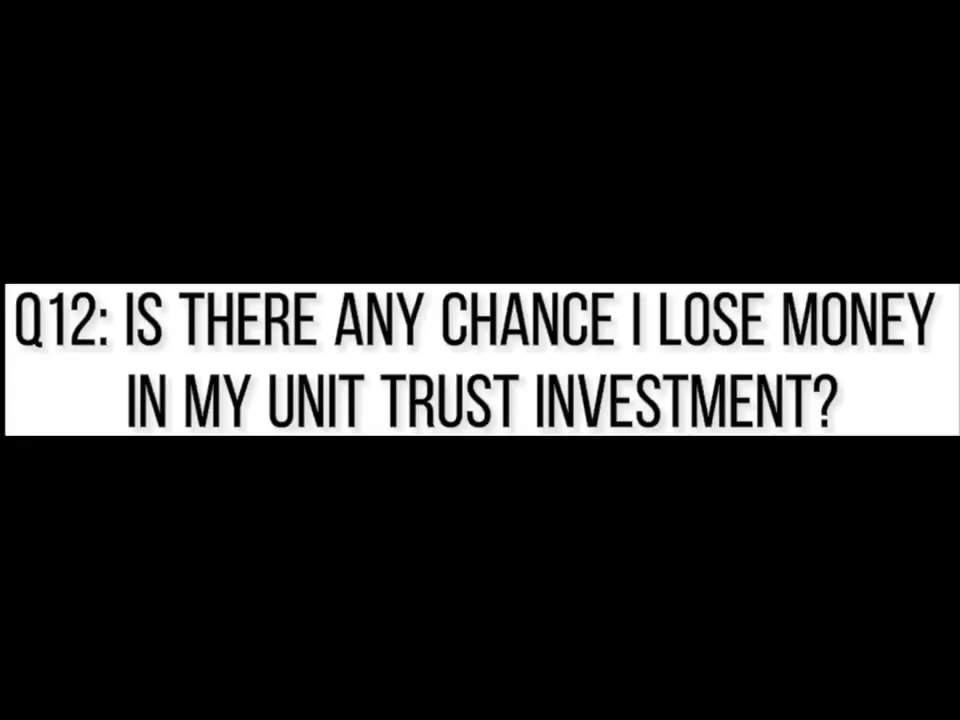 Q12: IS THERE ANY CHANCE I LOSE MONEY
IN MY UNIT TRUST INVESTMENT?